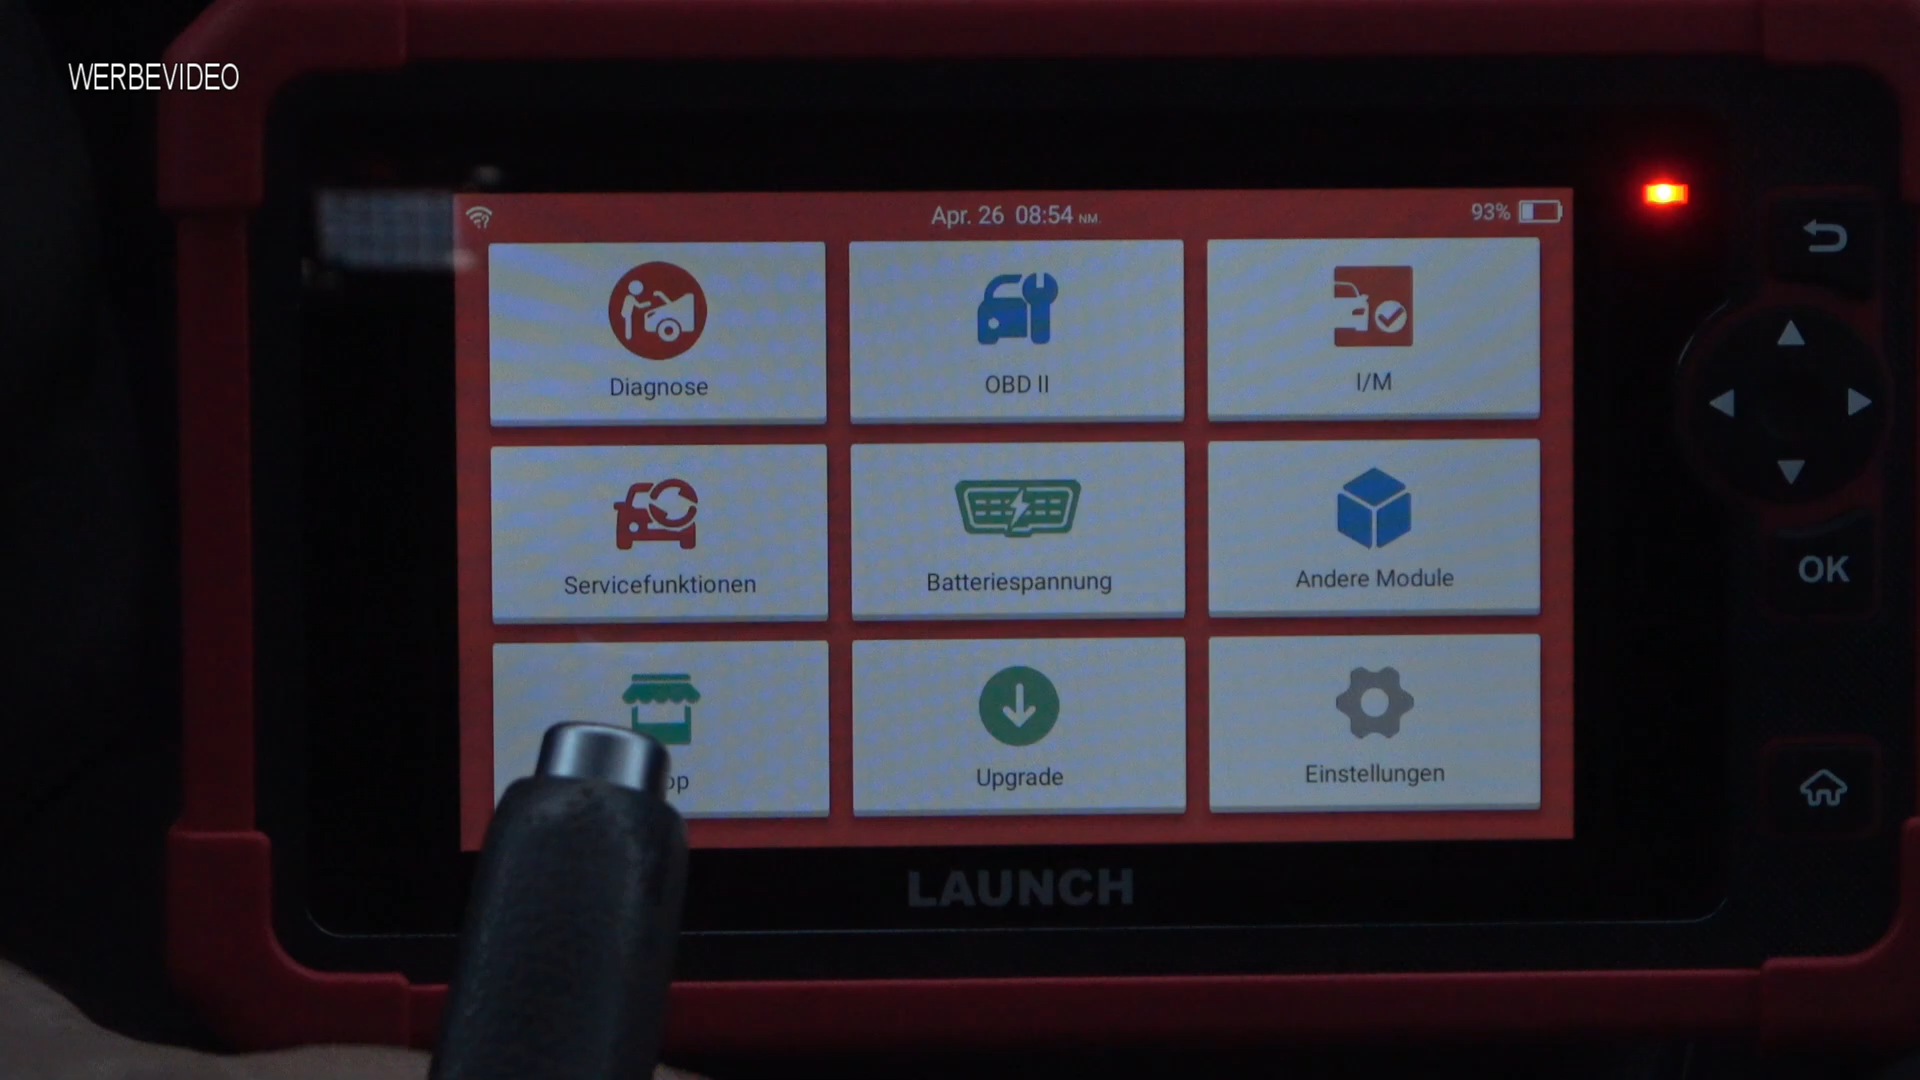 WERBEVIDEO
Apr. 26 08:54 NM.
93%
Diagnose
OBD II
I/M
Servicefunktionen
Batteriespannung
Andere Module
Upgrade
Einstellungen
OK
LAUNCH